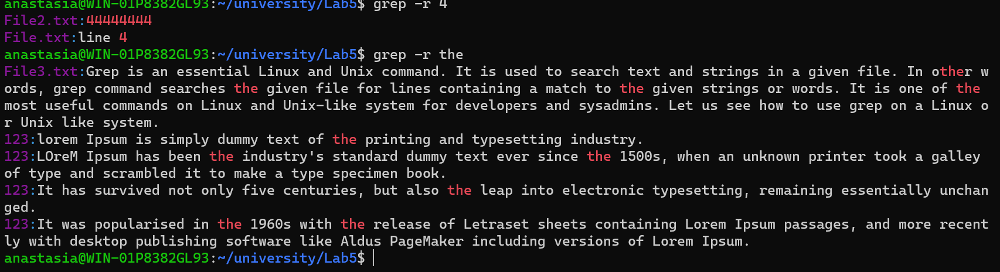 anastasia@WIN-01P8382GL93:~/university/Lab5$ grep -r 4
File2.txt:44444444
File.txt:line 4
anastasia@WIN-01P8382GL93:~/university/Lab5$ grep -r the
File3.txt:Grep is an essential Linux and Unix command. It is used to search text and strings in a given file. In other w
ords, grep command searches the given file for lines containing a match to the given strings or words. It is one of the
most useful commands on Linux and Unix-like system for developers and sysadmins. Let us see how to use grep on a Linux o
r Unix like system.
123:lorem Ipsum is simply dummy text of the printing and typesetting industry.
123:LOreM Ipsum has been the industry's standard dummy text ever since the 1500s, when an unknown printer took a galley
of type and scrambled it to make a type specimen book.
123:It has survived not only five centuries, but also the leap into electronic typesetting, remaining essentially unchan
ged.
123:It was popularised in the 1960s with the release of Letraset sheets containing Lorem Ipsum passages, and more recent
ly with desktop publishing software like Aldus PageMaker including versions of Lorem Ipsum.
anastasia@WIN-01P8382GL93:~/university/Lab5$